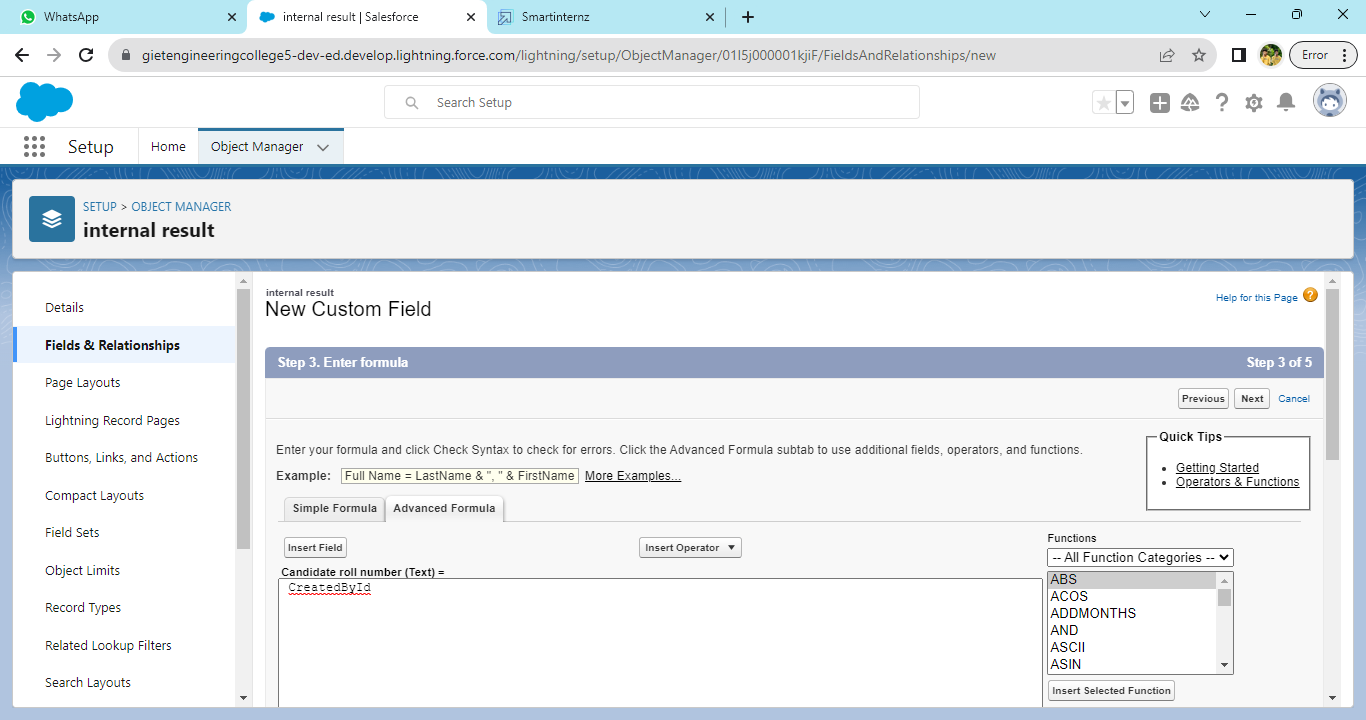 WhatsApp
internal result | Salesforce
Smartinternz
gietengineeringcollege5-dev-ed.develop.lightning.force.com/lightning/setup/ObjectManager/01I5j000001kjiF/FieldsAndRelationships/new
Error
Search Setup
Setup
Home
Object Manager
SETUP > OBJECT MANAGER
internal result
Details
Fields & Relationships
Page Layouts
Lightning Record Pages
Buttons, Links, and Actions
Compact Layouts
Field Sets
Object Limits
Record Types
Related Lookup Filters
Search Layouts
internal result
New Custom Field
Help for this Page
Step 3. Enter formula
Step 3 of 5
Previous
Next
Cancel
Enter your formula and click Check Syntax to check for errors. Click the Advanced Formula subtab to use additional fields, operators, and functions.
Example: Full Name = LastName & ", " & FirstName More Examples...
Quick Tips
Getting Started
Operators & Functions
Simple Formula
Advanced Formula
Insert Field
Insert Operator
Candidate roll number (Text) =
CreatedById
Functions
-- All Function Categories --
ABS
ACOS
ADDMONTHS
AND
ASCII
ASIN
Insert Selected Function